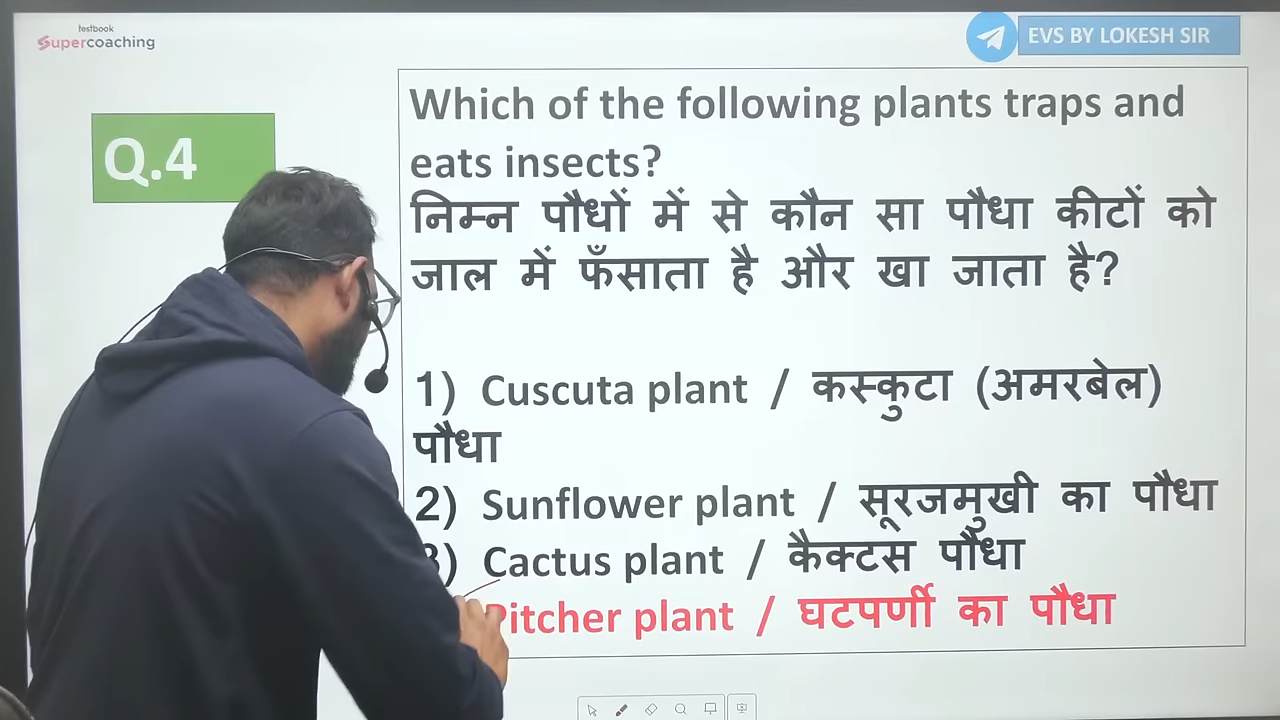 testbook
Supercoaching
EVS BY LOKESH SIR
Q.4
Which of the following plants traps and
eats insects?
निम्न पौधों में से कौन सा पौधा कीटों को
जाल में फँसाता है और खा जाता है?
1) Cuscuta plant / कस्कुटा (अमरबेल)
पौधा
2) Sunflower plant / सूरजमुखी का पौधा
3) Cactus plant / कैक्टस पौधा
Pitcher plant / घटपर्णी का पौधा